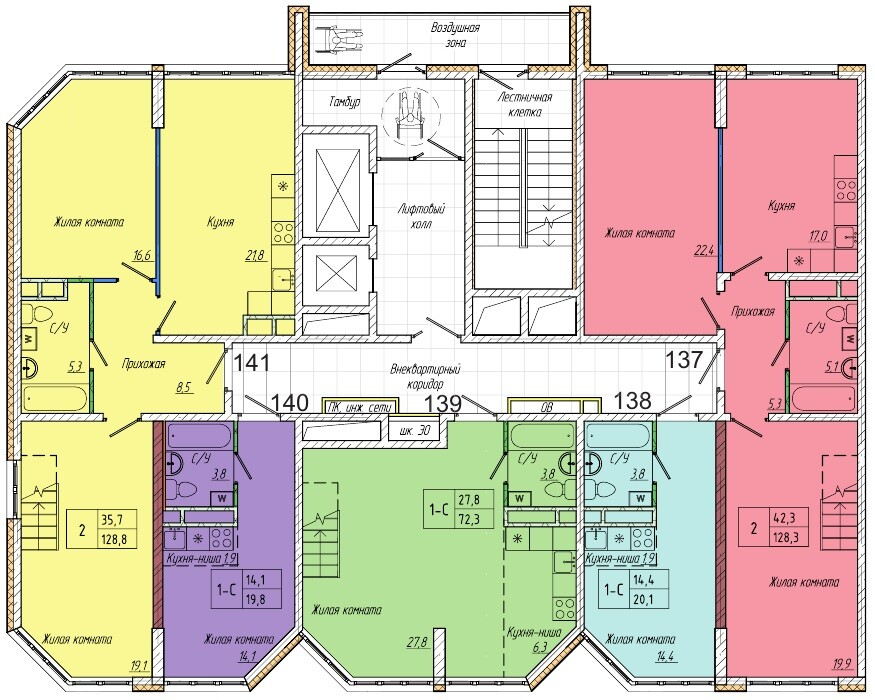 Воздушная
зона
Тамбур
Лестничная
клетка
Жилая комната
16,6
Кухня
21,8
Лифтовый
холл
Жилая комната
22,4
Кухня
17,0
С/У
W
5,3
Прихожая
8,5
Прихожая
5,3
С/У
W
5,1
141
Внеквартирный
коридор
137
140
ПК, инж. сети
139
ОВ
138
шк. ЭО
С/У
3,8
W
С/У
3,8
W
С/У
3,8
W
2
35,7
128,8
1-С
27,8
72,3
2
42,3
128,3
Кухня-ниша 1,9
1-С
14,1
19,8
Кухня-ниша 1,9
1-С
14,4
20,1
Жилая комната
19,1
Жилая комната
14,1
Жилая комната
27,8
Кухня-ниша
6,3
Жилая комната
14,4
Жилая комната
19,9